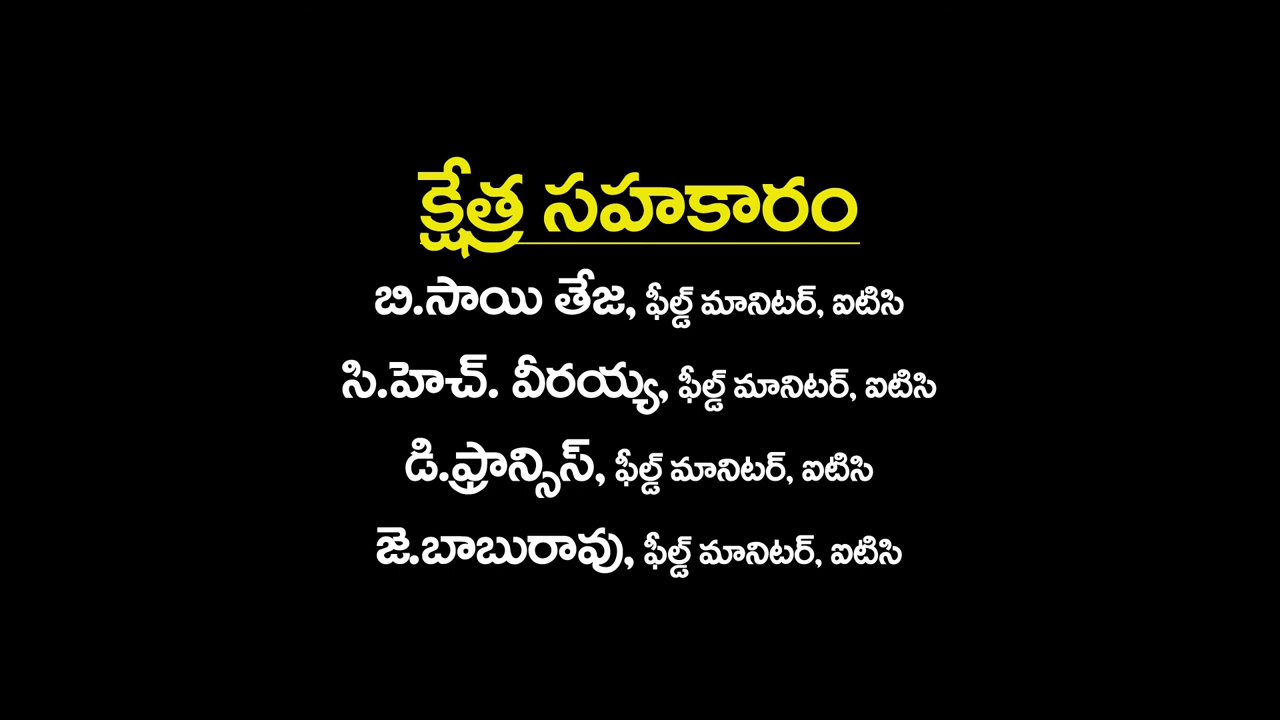 క్షేత్ర సహకారం
బి.సాయి తేజ, ఫీల్డ్ మానిటర్, ఐటిసి
సి.హెచ్. వీరయ్య, ఫీల్డ్ మానిటర్, ఐటిసి
డి.ఫ్రాన్సిస్, ఫీల్డ్ మానిటర్, ఐటిసి
జె.బాబురావు, ఫీల్డ్ మానిటర్, ఐటిసి